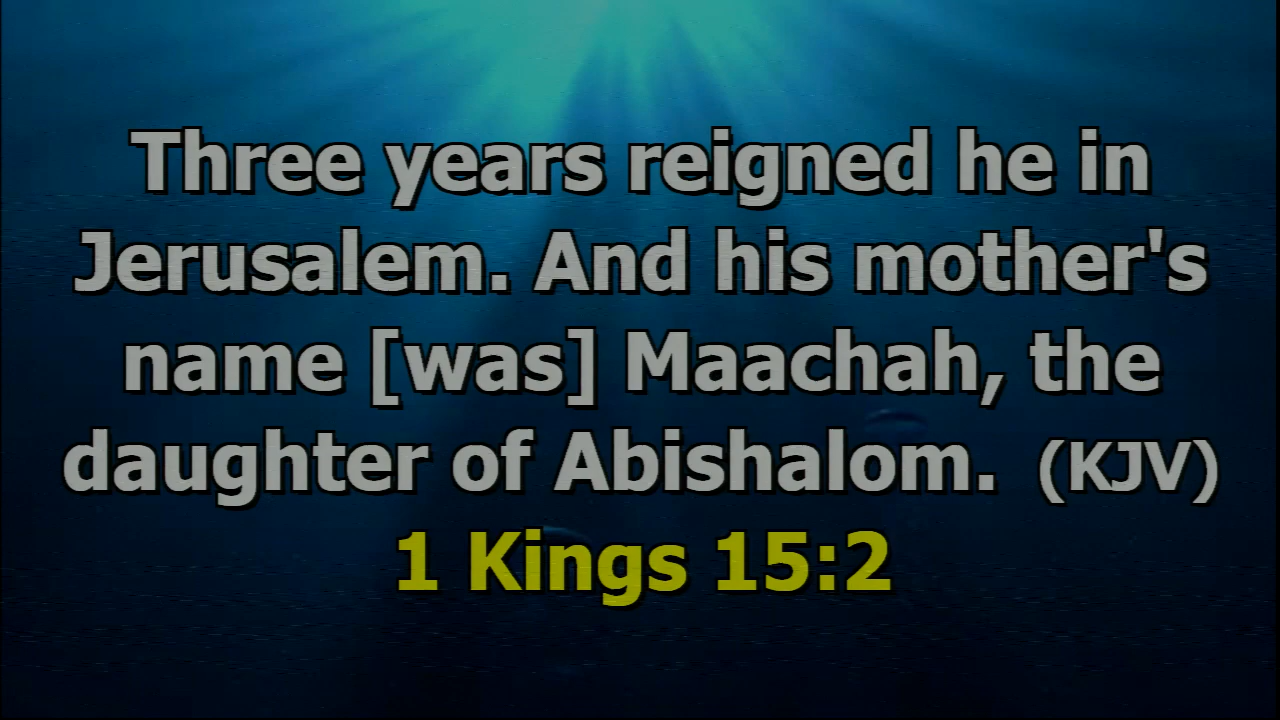 Three years reigned he in
Jerusalem. And his mother's
name [was] Maachah, the
daughter of Abishalom. (KJV)
1 Kings 15:2